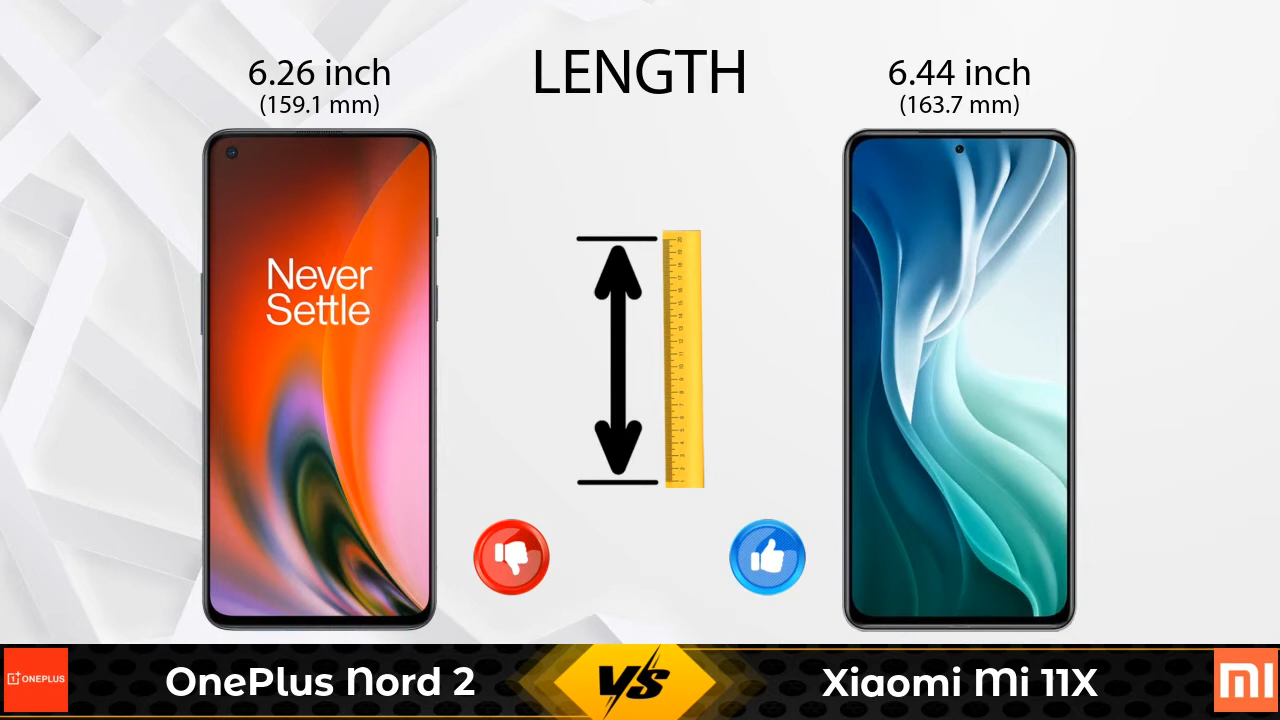 LENGTH
6.26 inch
(159.1 mm)
6.44 inch
(163.7 mm)
Never
Settle
1+ ONEPLUS
OnePlus Nord 2
VS
Xiaomi Mi 11X
MI